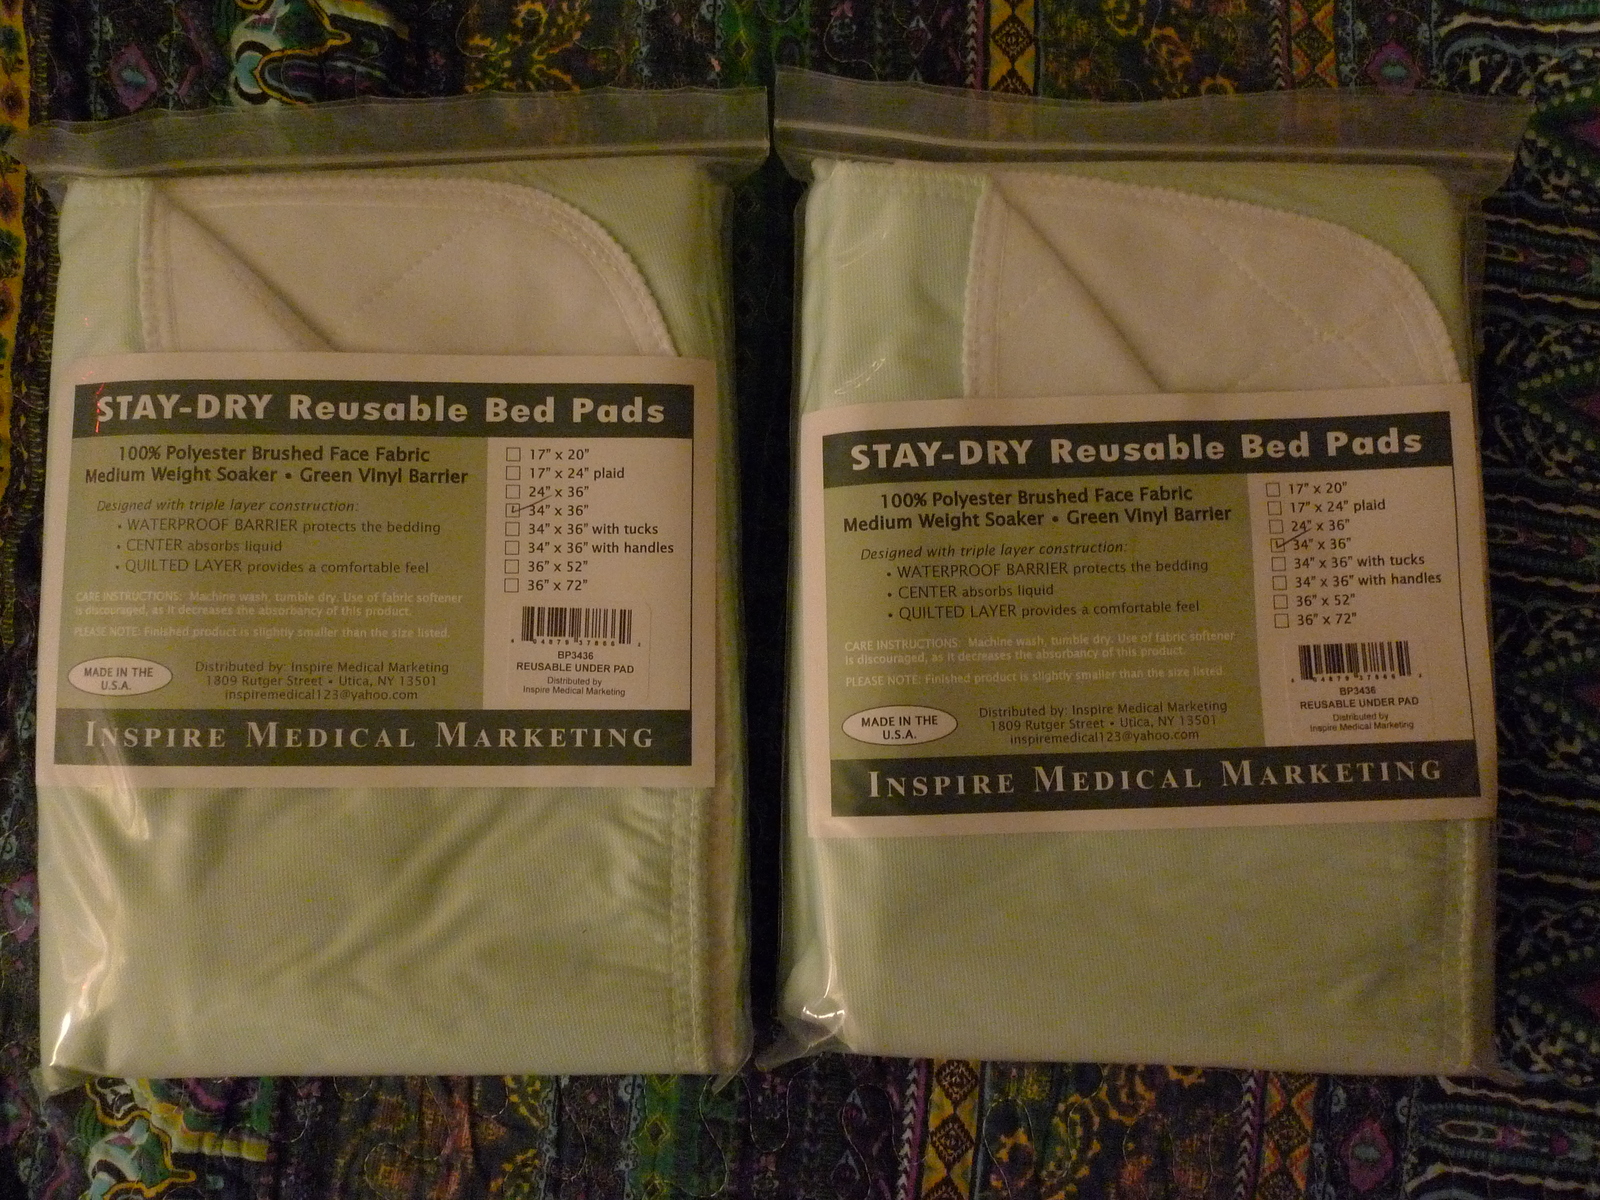 STAY-DRY Reusable Bed Pads
100% Polyester Brushed Face Fabric
Medium Weight Soaker • Green Vinyl Barrier
Designed with triple layer construction:
• WATERPROOF BARRIER protects the bedding
• CENTER absorbs liquid
• QUILTED LAYER provides a comfortable feel
CARE INSTRUCTIONS: Machine wash, tumble dry. Use of fabric softener
is discouraged, as it decreases the absorbancy of this product.
PLEASE NOTE: Finished product is slightly smaller than the size listed.
MADE IN THE
U.S.A.
Distributed by: Inspire Medical Marketing
1809 Rutger Street • Utica, NY 13501
inspiremedical123@yahoo.com
17” x 20”
17” x 24” plaid
24” x 36”
34” x 36”
34” x 36” with tucks
34” x 36” with handles
36” x 52”
36” x 72”
BP3436
REUSABLE UNDER PAD
Distributed by
Inspire Medical Marketing
INSPIRE MEDICAL MARKETING
STAY-DRY Reusable Bed Pads
100% Polyester Brushed Face Fabric
Medium Weight Soaker • Green Vinyl Barrier
Designed with triple layer construction:
• WATERPROOF BARRIER protects the bedding
• CENTER absorbs liquid
• QUILTED LAYER provides a comfortable feel
CARE INSTRUCTIONS: Machine wash, tumble dry. Use of fabric softener
is discouraged, as it decreases the absorbancy of this product.
PLEASE NOTE: Finished product is slightly smaller than the size listed.
MADE IN THE
U.S.A.
Distributed by: Inspire Medical Marketing
1809 Rutger Street • Utica, NY 13501
inspiremedical123@yahoo.com
17” x 20”
17” x 24” plaid
24” x 36”
34” x 36”
34” x 36” with tucks
34” x 36” with handles
36” x 52”
36” x 72”
BP3436
REUSABLE UNDER PAD
Distributed by
Inspire Medical Marketing
INSPIRE MEDICAL MARKETING